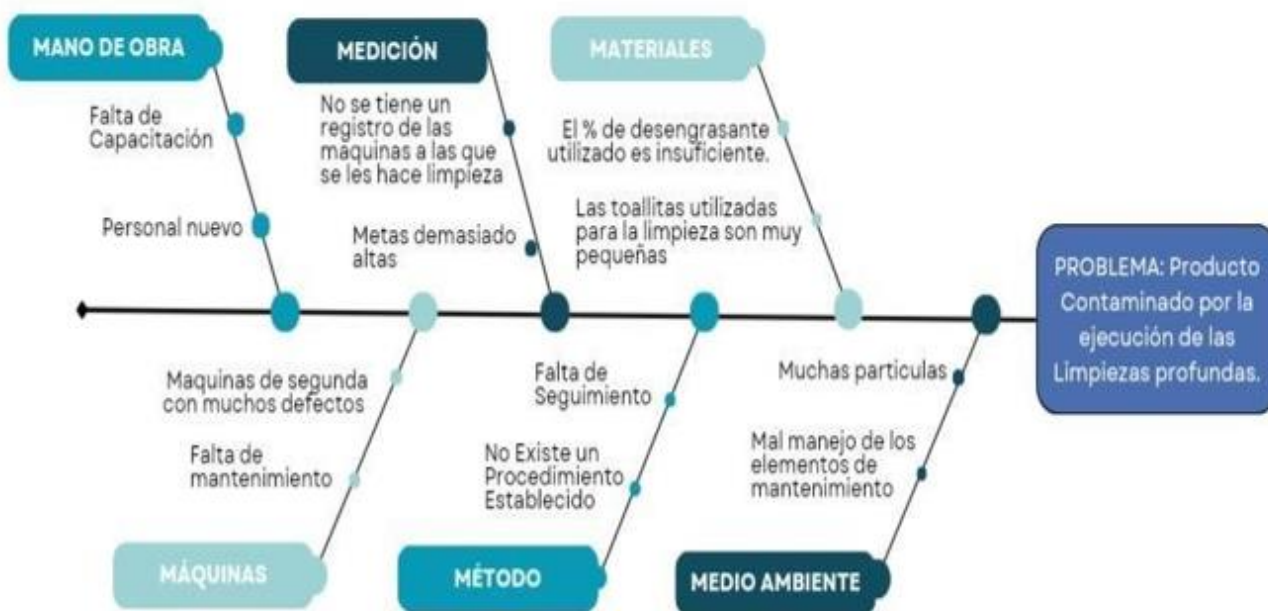 MANO DE OBRA
Falta de
Capacitación
Personal nuevo
MEDICIÓN
No se tiene un
registro de las
maquinas a las que
se les hace limpieza
Metas demasiado
altas
MATERIALES
El % de desengrasante
utilizado es insuficiente.
Las toallitas utilizadas
para la limpieza son muy
pequeñas
PROBLEMA: Producto
Contaminado por la
ejecución de las
Limpiezas profundas.
Maquinas de segunda
con muchos defectos
Falta de
mantenimiento
MÁQUINAS
Falta de
Seguimiento
No Existe un
Procedimiento
Establecido
MÉTODO
Muchas particulas
Mal manejo de los
elementos de
mantenimiento
MEDIO AMBIENTE